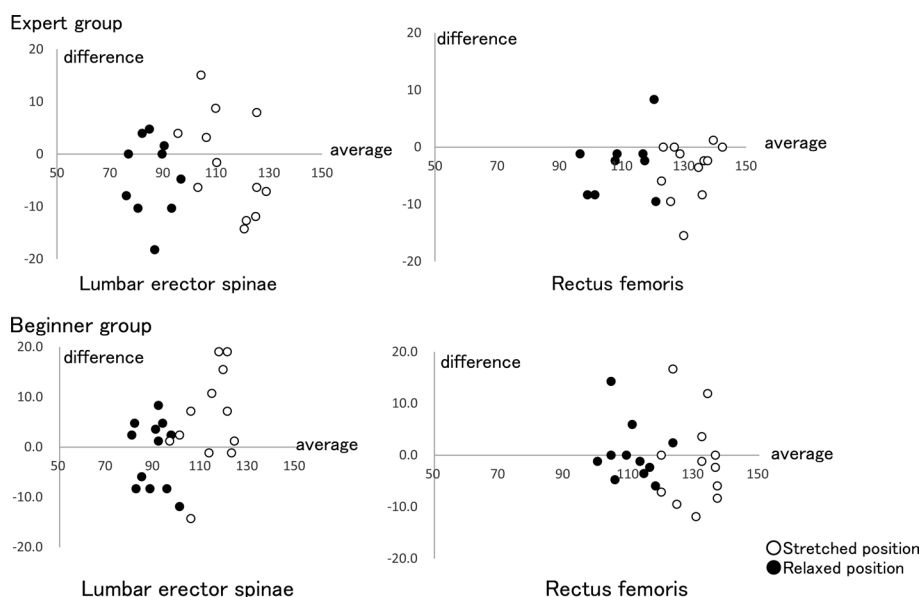 Expert group
20
difference
10
0
average
50
70
90
110
130
150
-10
-20
Lumbar erector spinae
20
difference
10
0
average
50
70
90
110
130
150
-10
-20
Rectus femoris
Beginner group
20.0
difference
10.0
0.0
average
50
70
90
110
130
150
-10.0
-20.0
Lumbar erector spinae
20.0
difference
10.0
0.0
average
50
70
90
110
130
150
-10.0
-20.0
Rectus femoris
Stretched position
Relaxed position